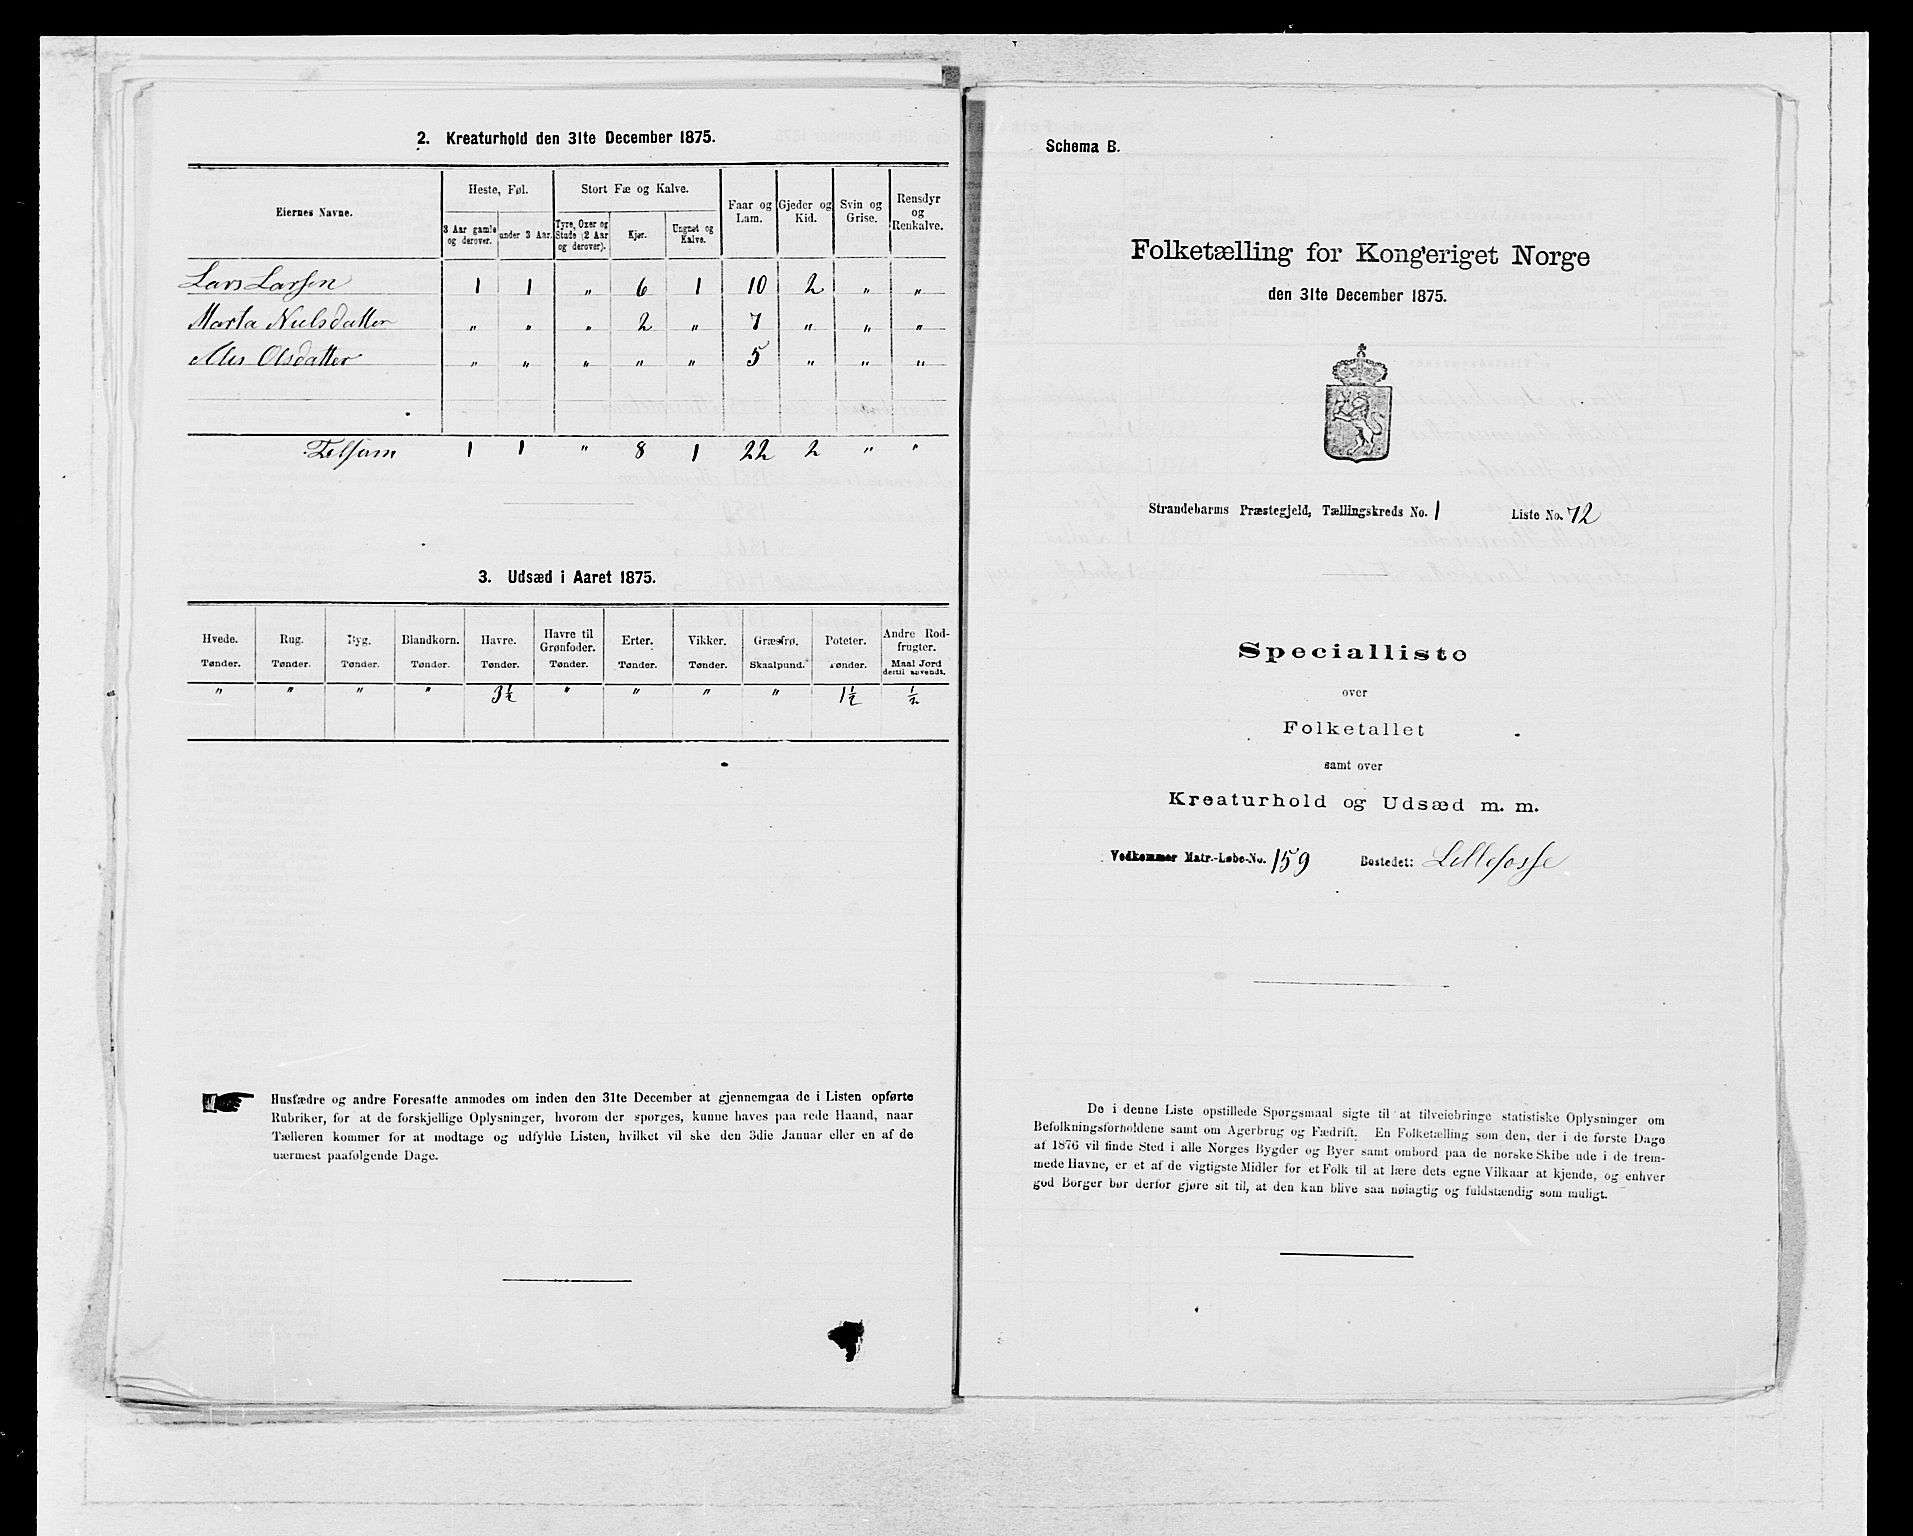 2. Kreaturhold den 31te December 1875.
Eiernes Navne. Heste, Føl. Stort Fæ og Kalve. Faar og Lam. Gjeder og Kid. Svin og Grise. Rensdyr og Renkalve.
3 Aar gamle og derover. under 3 Aar. Tyre, Oxer og Stude (2 Aar og derover). Kjør. Ungnøt og Kalve.
Lars Larsen 1 1 " 6 1 10 2 " "
Marta Nielsdatter " " " 2 " 7 " " "
Olsdatter " " " " " 5 " " "
Tilsam 1 1 " 8 1 22 2 " "
3. Udsæd i Aaret 1875.
Hvede. Rug. Byg. Blandkorn. Havre. Havre til Grønfoder. Erter. Vikker. Græsfrø. Poteter. Andre Rodfrugter.
Tønder. Tønder. Tønder. Tønder. Tønder. Tønder. Tønder. Tønder. Skaalpund. Tønder. Maal Jord dertil anvendt.
" " " " 3½ " " " " 1½ ½
Husfædre og andre Foresatte anmodes om inden den 31te December at gjennemgaa de i Listen opførte
Rubriker, for at de forskjellige Oplysninger, hvorom der spørges, kunne haves paa rede Haand, naar
Tælleren kommer for at modtage og udfylde Listen, hvilket vil ske den 3die Januar eller en af de
nærmest paafølgende Dage.
Schema B.
Folketælling for Kongeriget Norge
den 31te December 1875.
Strandebarms Præstegjeld, Tællingskreds No. 1 Liste No. 72
Specialliste
over
Folketallet
samt over
Kreaturhold og Udsæd m. m.
Vedkommer Matr.-Løbe-No. 159 Bostedet: Lillefosse
De i denne Liste opstillede Spørgsmaal sigte til at tilveiebringe statistiske Oplysninger om
Befolkningsforholdene samt om Agerbrug og Fædrift. En Folketælling som den, der i de første Dage
af 1876 vil finde Sted i alle Norges Bygder og Byer samt ombord paa de norske Skibe ude i de frem-
mede Havne, er et af de vigtigste Midler for et Folk til at lære dets egne Vilkaar at kjende, og enhver
god Borger bør derfor gjøre sit til, at den kan blive saa nøiagtig og fuldstændig som muligt.